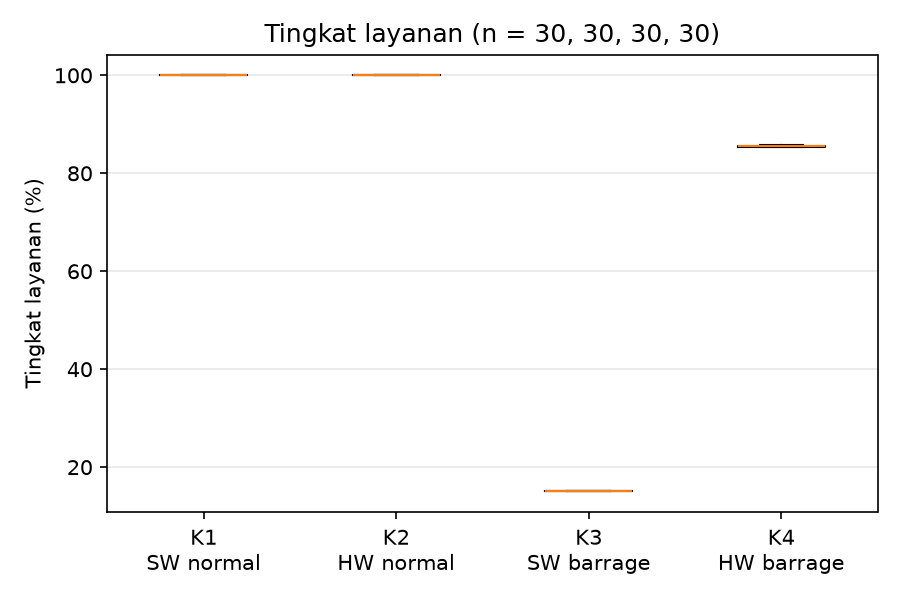 Tingkat layanan (n = 30, 30, 30, 30)
Tingkat layanan (%)
100
80
60
40
20
K1
SW normal
K2
HW normal
K3
SW barrage
K4
HW barrage